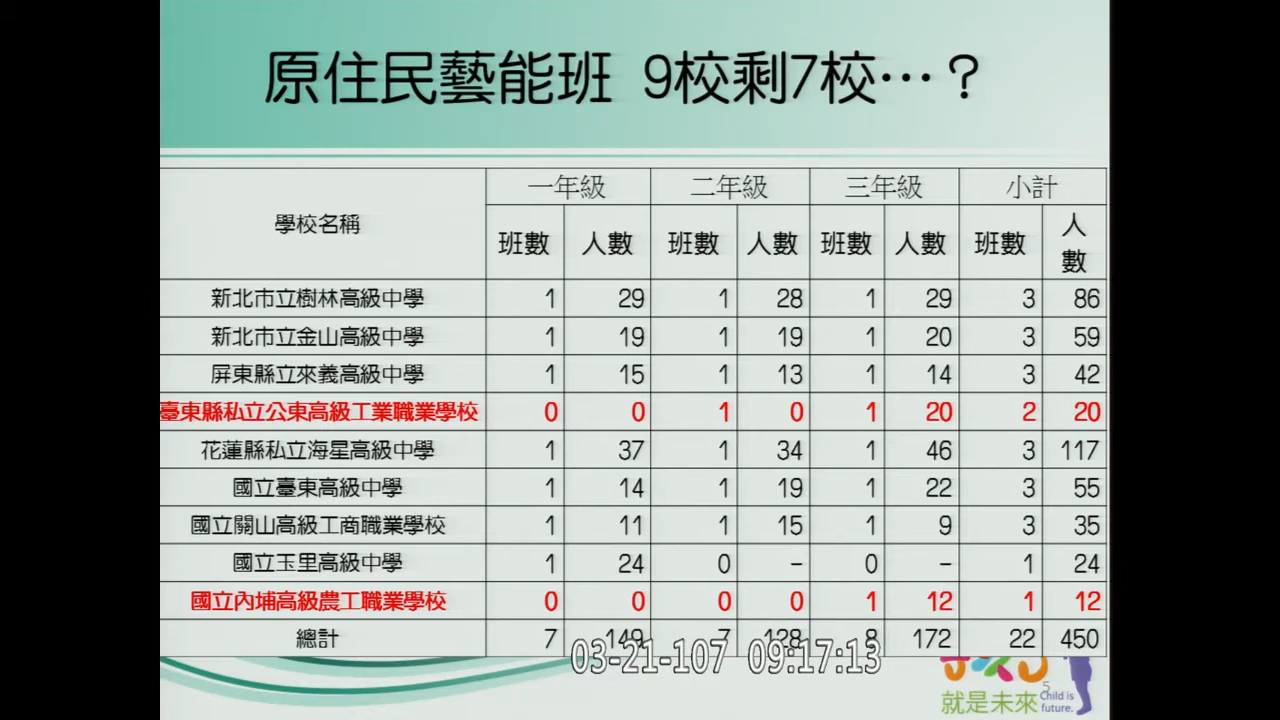 原住民藝能班 9校剩7校…？
學校名稱 一年級 二年級 三年級 小計
班數 人數 班數 人數 班數 人數 班數 人數
新北市立樹林高級中學 1 29 1 28 1 29 3 86
新北市立金山高級中學 1 19 1 19 1 20 3 59
屏東縣立來義高級中學 1 15 1 13 1 14 3 42
臺東縣私立公東高級工業職業學校 0 0 1 0 1 20 2 20
花蓮縣私立海星高級中學 1 37 1 34 1 46 3 117
國立臺東高級中學 1 14 1 19 1 22 3 55
國立關山高級工商職業學校 1 11 1 15 1 9 3 35
國立玉里高級中學 1 24 0 - 0 - 1 24
國立內埔高級農工職業學校 0 0 0 0 1 12 1 12
總計 7 149 7 128 8 172 22 450
03-21-107 09:17:13
5
就是未來 Child is
future.